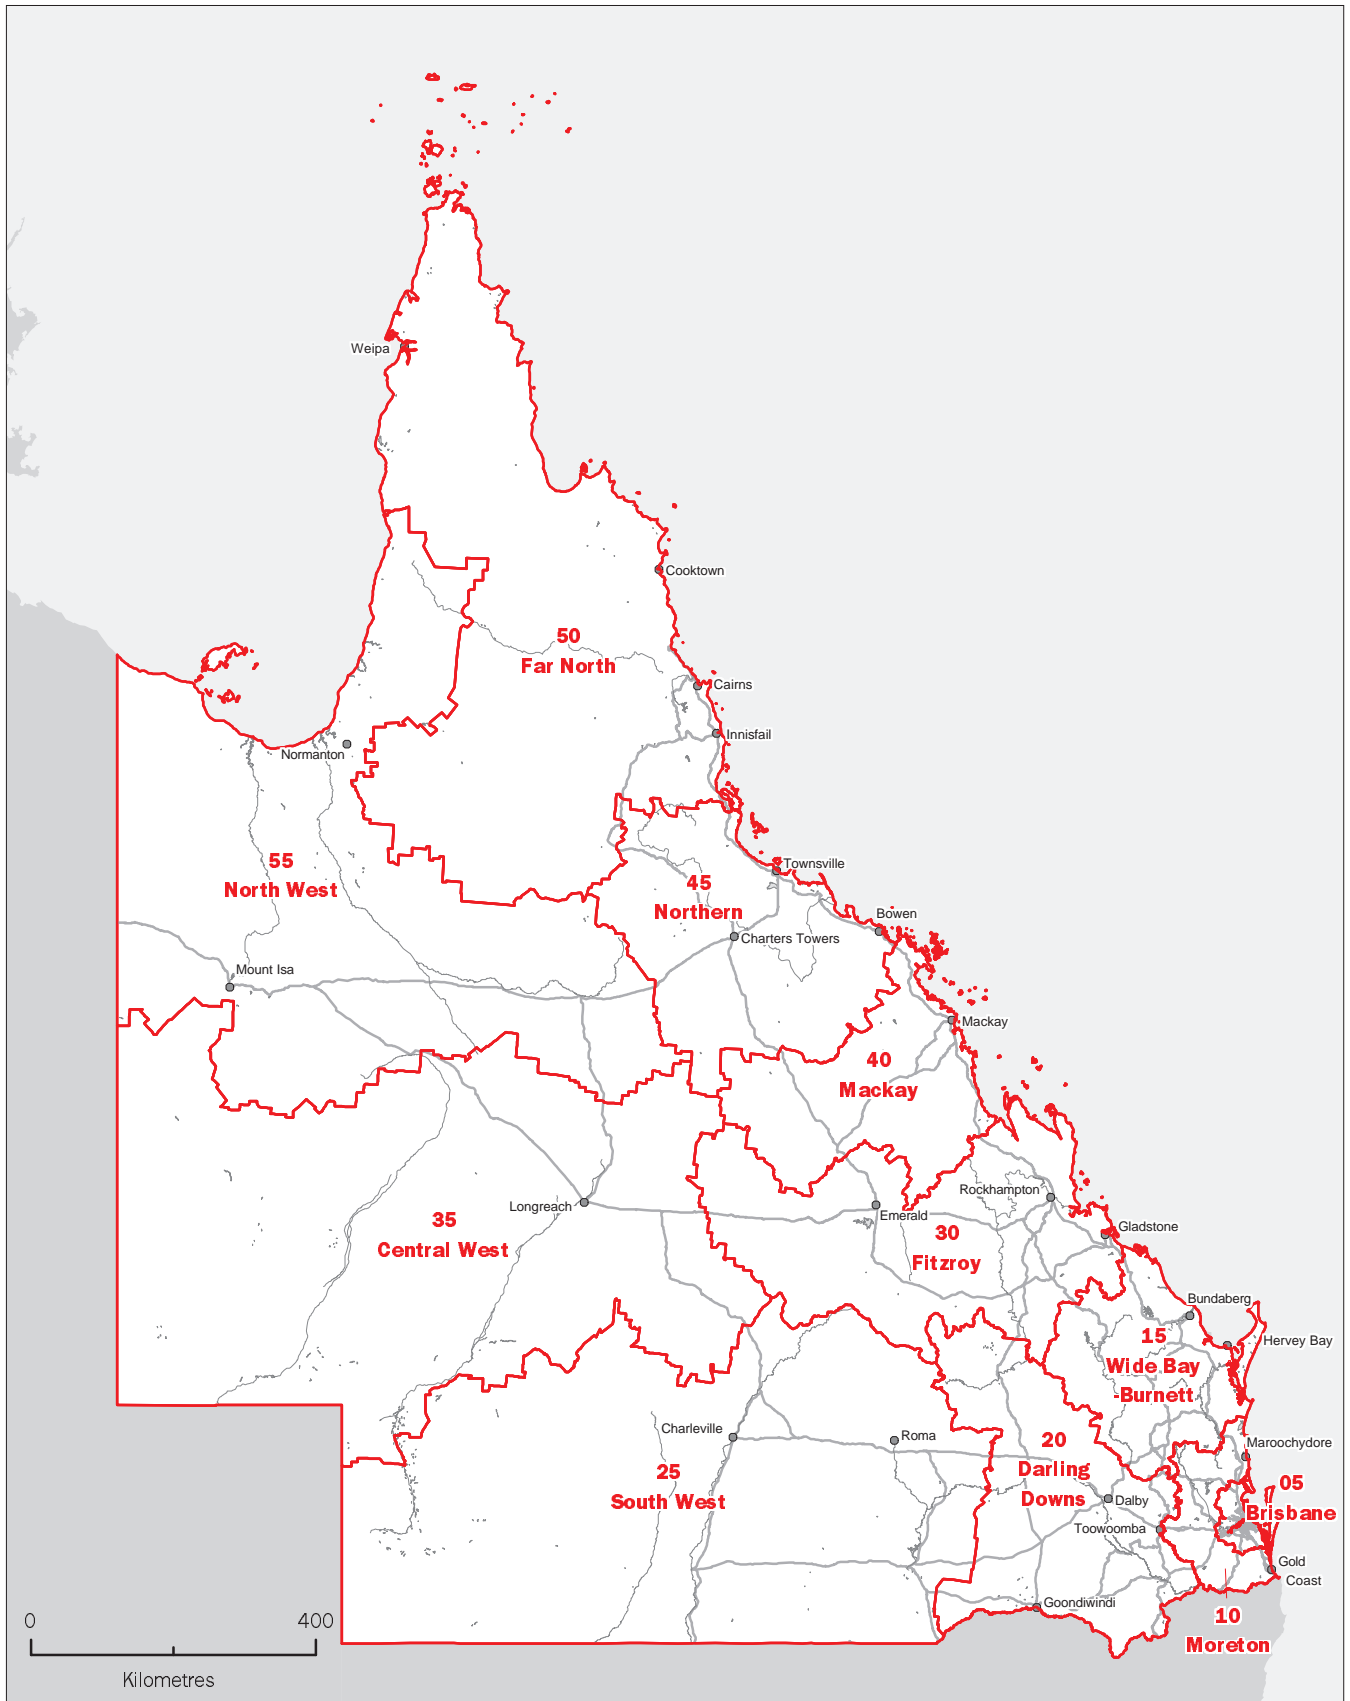 Weipa
Cooktown
50
Far North
Cairns
Innisfail
Normanton
55
North West
Townsville
45
Northern
Bowen
Charters Towers
Mount Isa
Mackay
40
Mackay
Rockhampton
Longreach
Emerald
35
Central West
30
Fitzroy
Gladstone
Bundaberg
15
Wide Bay
-Burnett
Hervey Bay
Charleville
Roma
20
Darling
Downs
Maroochydore
25
South West
05
Brisbane
Dalby
Toowoomba
Gold
Coast
Goondiwindi
10
Moreton
0 400
Kilometres